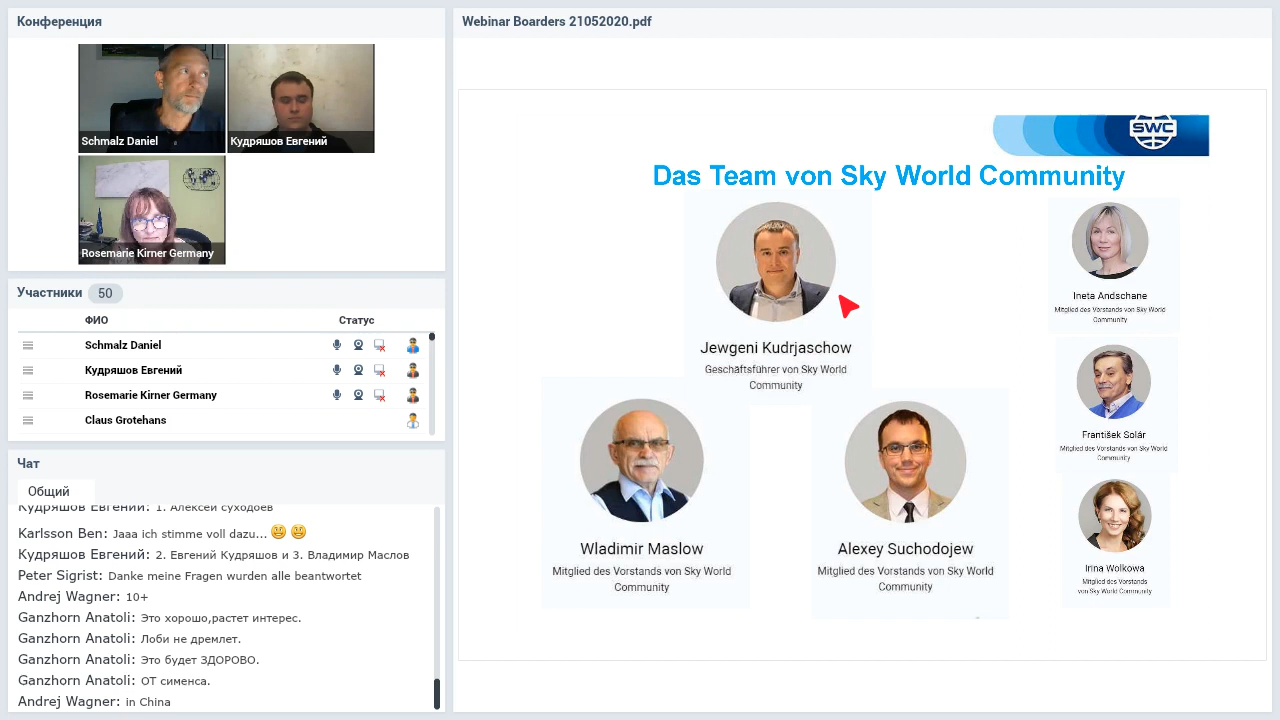 Конференция
Schmalz Daniel
Кудряшов Евгений
Rosemarie Kirner Germany
Участники 50
ФИО Статус
Schmalz Daniel
Кудряшов Евгений
Rosemarie Kirner Germany
Claus Grotehans
Чат
Общий
Кудряшов Евгений: 1. Алексей суходоев
Karlsson Ben: Jaaa ich stimme voll dazu...
Кудряшов Евгений: 2. Евгений Кудряшов и 3. Владимир Маслов
Peter Sigrist: Danke meine Fragen wurden alle beantwortet
Andrej Wagner: 10+
Ganzhorn Anatoli: Это хорошо,растет интерес.
Ganzhorn Anatoli: Лоби не дремлет.
Ganzhorn Anatoli: Это будет ЗДОРОВО.
Ganzhorn Anatoli: ОТ сименса.
Andrej Wagner: in China
Webinar Boarders 21052020.pdf
SWC
Das Team von Sky World Community
Jewgeni Kudrjaschow
Geschäftsführer von Sky World
Community
Wladimir Maslow
Mitglied des Vorstands von Sky World
Community
Alexey Suchodojew
Mitglied des Vorstands von Sky World
Community
Ineta Andschane
Mitglied des Vorstands von Sky World
Community
František Solár
Mitglied des Vorstands von Sky World
Community
Irina Wolkowa
Mitglied des Vorstands
von Sky World Community